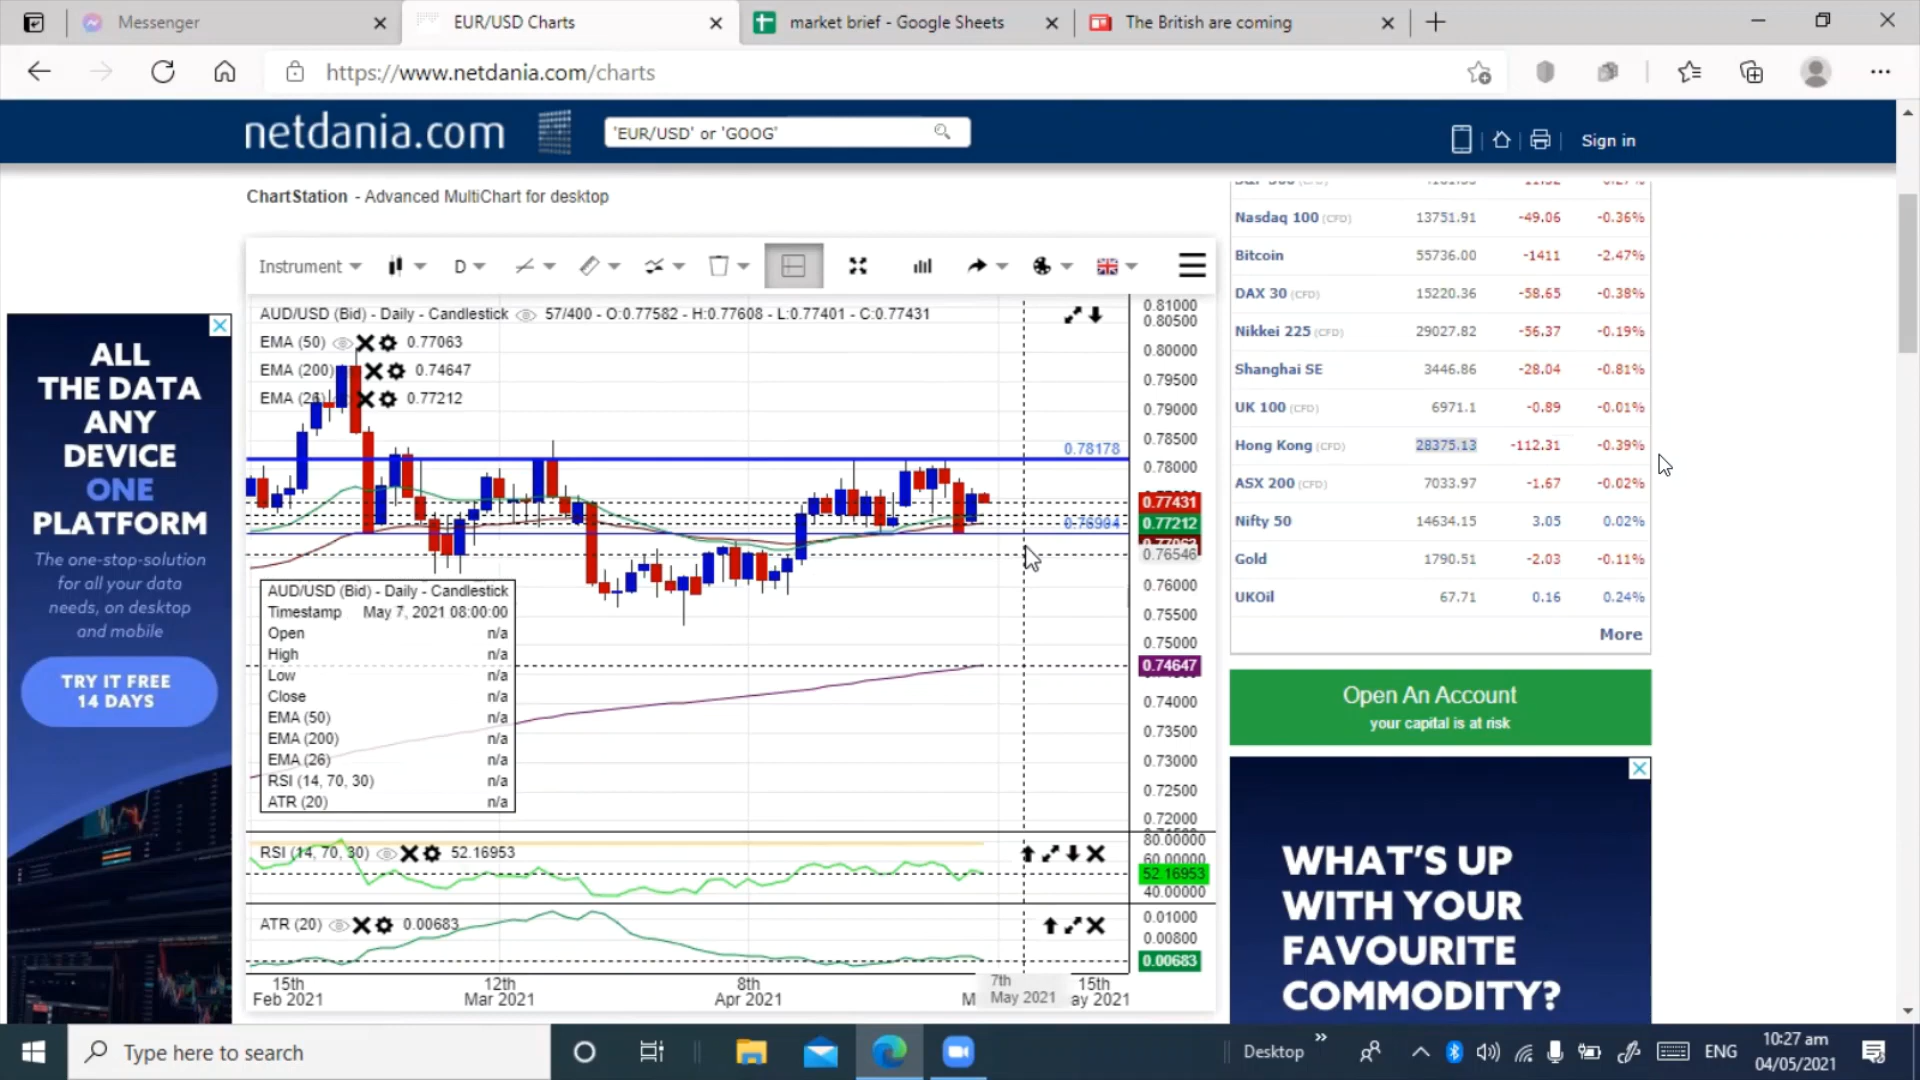 Messenger
EUR/USD Charts
market brief - Google Sheets
The British are coming
https://www.netdania.com/charts
netdania.com
'EUR/USD' or 'GOOG'
Sign in
ChartStation - Advanced MultiChart for desktop
Instrument
D
AUD/USD (Bid) - Daily - Candlestick 57/400 - O:0.77582 - H:0.77608 - L:0.77401 - C:0.77431
EMA (50) 0.77063
EMA (200) 0.74647
EMA (26) 0.77212
0.78178
0.76994
0.81000
0.80500
0.80000
0.79500
0.79000
0.78500
0.78000
0.77431
0.77212
0.77063
0.76546
0.76000
0.75500
0.75000
0.74647
0.74000
0.73500
0.73000
0.72500
0.72000
AUD/USD (Bid) - Daily - Candlestick
Timestamp May 7, 2021 08:00:00
Open n/a
High n/a
Low n/a
Close n/a
EMA (50) n/a
EMA (200) n/a
EMA (26) n/a
RSI (14, 70, 30) n/a
ATR (20) n/a
RSI (14, 70, 30) 52.16953
80.00000
60.00000
52.16953
40.00000
ATR (20) 0.00683
0.01000
0.00800
0.00683
15th
Feb 2021
12th
Mar 2021
8th
Apr 2021
7th
May 2021
15th
ay 2021
Nasdaq 100 (CFD) 13751.91 -49.06 -0.36%
Bitcoin 55736.00 -1411 -2.47%
DAX 30 (CFD) 15220.36 -58.65 -0.38%
Nikkei 225 (CFD) 29027.82 -56.37 -0.19%
Shanghai SE 3446.86 -28.04 -0.81%
UK 100 (CFD) 6971.1 -0.89 -0.01%
Hong Kong (CFD) 28375.13 -112.31 -0.39%
ASX 200 (CFD) 7033.97 -1.67 -0.02%
Nifty 50 14634.15 3.05 0.02%
Gold 1790.51 -2.03 -0.11%
UKOil 67.71 0.16 0.24%
More
Open An Account
your capital is at risk
WHAT'S UP
WITH YOUR
FAVOURITE
COMMODITY?
ALL
THE DATA
ANY
DEVICE
ONE
PLATFORM
The one-stop-solution
for all your data
needs, on desktop
and mobile
TRY IT FREE
14 DAYS
Type here to search
Desktop
ENG
10:27 am
04/05/2021